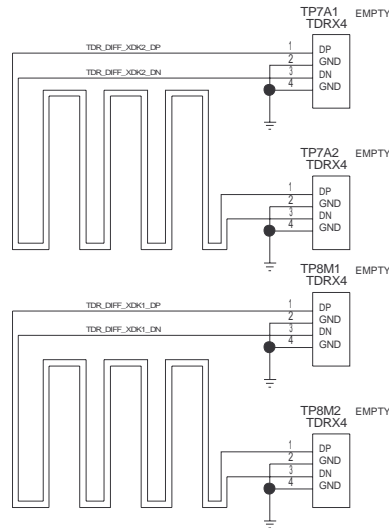 TP7A1 EMPTY
TDRX4
TDR_DIFF_XDK2_DP
1 DP
2 GND
TDR_DIFF_XDK2_DN
3 DN
4 GND
TP7A2 EMPTY
TDRX4
1 DP
2 GND
3 DN
4 GND
TP8M1 EMPTY
TDRX4
TDR_DIFF_XDK1_DP
1 DP
2 GND
TDR_DIFF_XDK1_DN
3 DN
4 GND
TP8M2 EMPTY
TDRX4
1 DP
2 GND
3 DN
4 GND